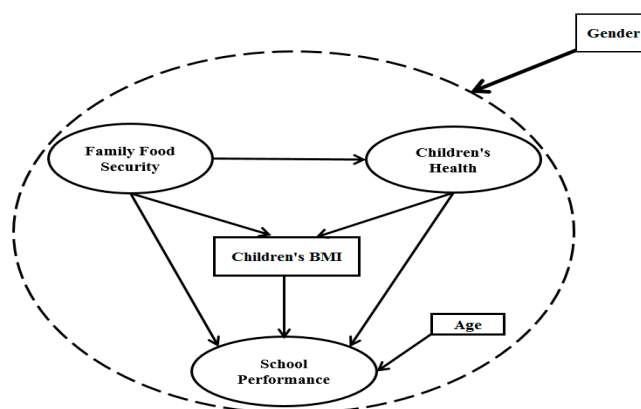 Gender
Family Food
Security
Children's
Health
Children's BMI
Age
School
Performance